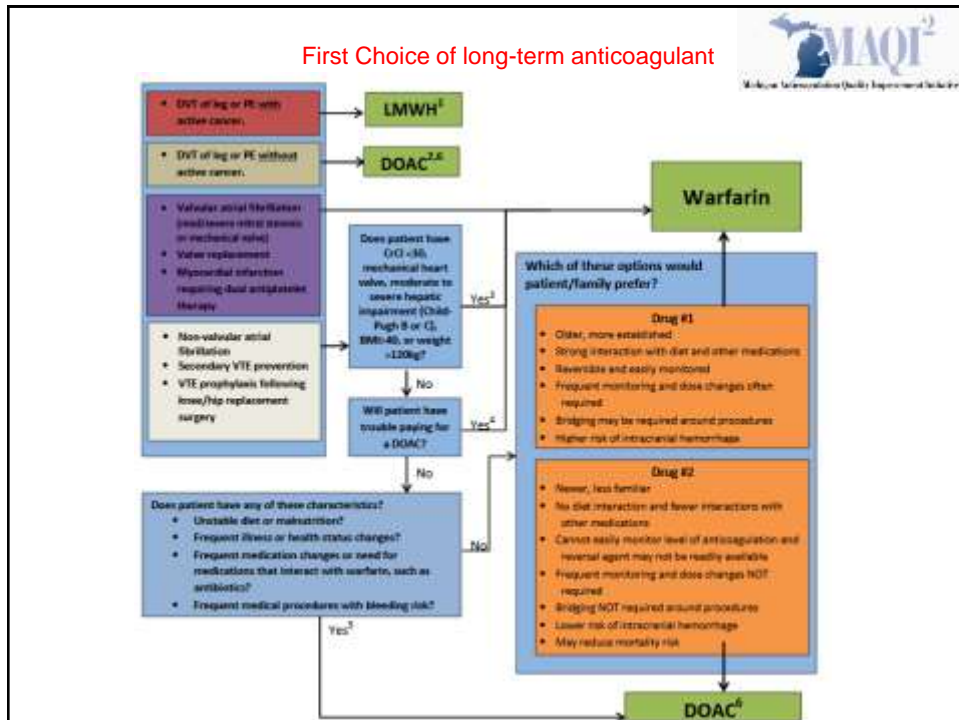 First Choice of long-term anticoagulant
MAQI²
Michigan Anticoagulation Quality Improvement Initiative
• DVT of leg or PE with
active cancer.
LMWH¹
• DVT of leg or PE without
active cancer.
DOAC²,⁶
• Valvular atrial fibrillation
(mod/severe mitral stenosis
or mechanical valve)
• Valve replacement
• Myocardial infarction
requiring dual antiplatelet
therapy
• Non-valvular atrial
fibrillation
• Secondary VTE prevention
• VTE prophylaxis following
knee/hip replacement
surgery
Does patient have
CrCl <30,
mechanical heart
valve, moderate to
severe hepatic
impairment (Child-
Pugh B or C),
BMI>40, or weight
>120kg?
Yes³
No
Will patient have
trouble paying for
a DOAC?
Yes⁴
No
Does patient have any of these characteristics?
• Unstable diet or malnutrition?
• Frequent illness or health status changes?
• Frequent medication changes or need for
medications that interact with warfarin, such as
antibiotics?
• Frequent medical procedures with bleeding risk?
No
Yes⁵
Warfarin
Which of these options would
patient/family prefer?
Drug #1
• Older, more established
• Strong interaction with diet and other medications
• Reversible and easily monitored
• Frequent monitoring and dose changes often
required
• Bridging may be required around procedures
• Higher risk of intracranial hemorrhage
Drug #2
• Newer, less familiar
• No diet interaction and fewer interactions with
other medications
• Cannot easily monitor level of anticoagulation and
reversal agent may not be readily available
• Frequent monitoring and dose changes NOT
required
• Bridging NOT required around procedures
• Lower risk of intracranial hemorrhage
• May reduce mortality risk
DOAC⁶